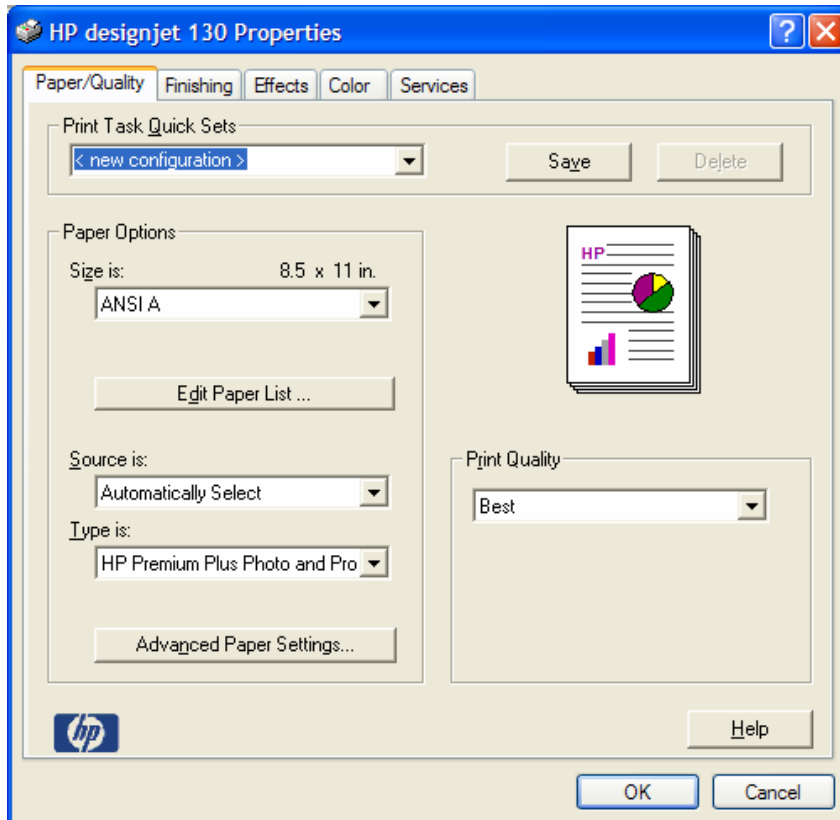 HP designjet 130 Properties
Paper/Quality Finishing Effects Color Services
Print Task Quick Sets
< new configuration > Save Delete
Paper Options
Size is: 8.5 x 11 in.
ANSI A
HP
Edit Paper List ...
Source is:
Automatically Select
Type is:
HP Premium Plus Photo and Pro
Advanced Paper Settings...
Print Quality
Best
hp
Help
OK Cancel